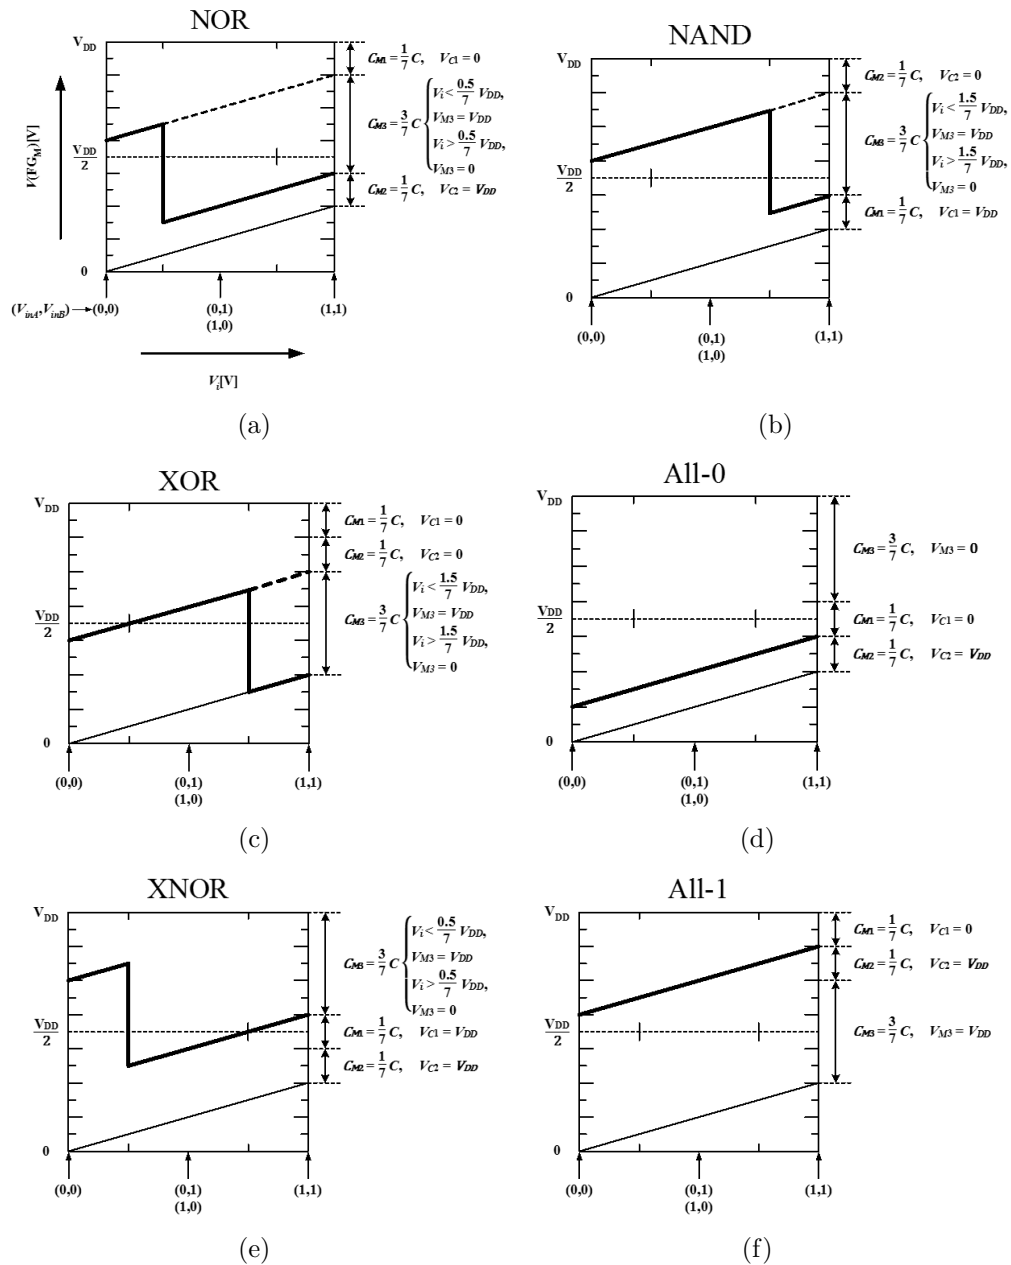 NOR
V_DD
V(FG_M)[V]
V_DD/2
0
C_M1 = 1/7 C, V_C1 = 0
C_M3 = 3/7 C { V_i < 0.5/7 V_DD,
V_M3 = V_DD
V_i > 0.5/7 V_DD,
V_M3 = 0
C_M2 = 1/7 C, V_C2 = V_DD
(V_inA, V_inB) → (0,0) (0,1) (1,1)
(1,0)
V_i[V]
(a)
NAND
V_DD
V_DD/2
0
C_M2 = 1/7 C, V_C2 = 0
C_M3 = 3/7 C { V_i < 1.5/7 V_DD,
V_M3 = V_DD
V_i > 1.5/7 V_DD,
V_M3 = 0
C_M1 = 1/7 C, V_C1 = V_DD
(0,0) (0,1) (1,1)
(1,0)
(b)
XOR
V_DD
V_DD/2
0
C_M1 = 1/7 C, V_C1 = 0
C_M2 = 1/7 C, V_C2 = 0
C_M3 = 3/7 C { V_i < 1.5/7 V_DD,
V_M3 = V_DD
V_i > 1.5/7 V_DD,
V_M3 = 0
(0,0) (0,1) (1,1)
(1,0)
(c)
All-0
V_DD
V_DD/2
0
C_M3 = 3/7 C, V_M3 = 0
C_M1 = 1/7 C, V_C1 = 0
C_M2 = 1/7 C, V_C2 = V_DD
(0,0) (0,1) (1,1)
(1,0)
(d)
XNOR
V_DD
V_DD/2
0
C_M3 = 3/7 C { V_i < 0.5/7 V_DD,
V_M3 = V_DD
V_i > 0.5/7 V_DD,
V_M3 = 0
C_M1 = 1/7 C, V_C1 = V_DD
C_M2 = 1/7 C, V_C2 = V_DD
(0,0) (0,1) (1,1)
(1,0)
(e)
All-1
V_DD
V_DD/2
0
C_M1 = 1/7 C, V_C1 = 0
C_M2 = 1/7 C, V_C2 = V_DD
C_M3 = 3/7 C, V_M3 = V_DD
(0,0) (0,1) (1,1)
(1,0)
(f)